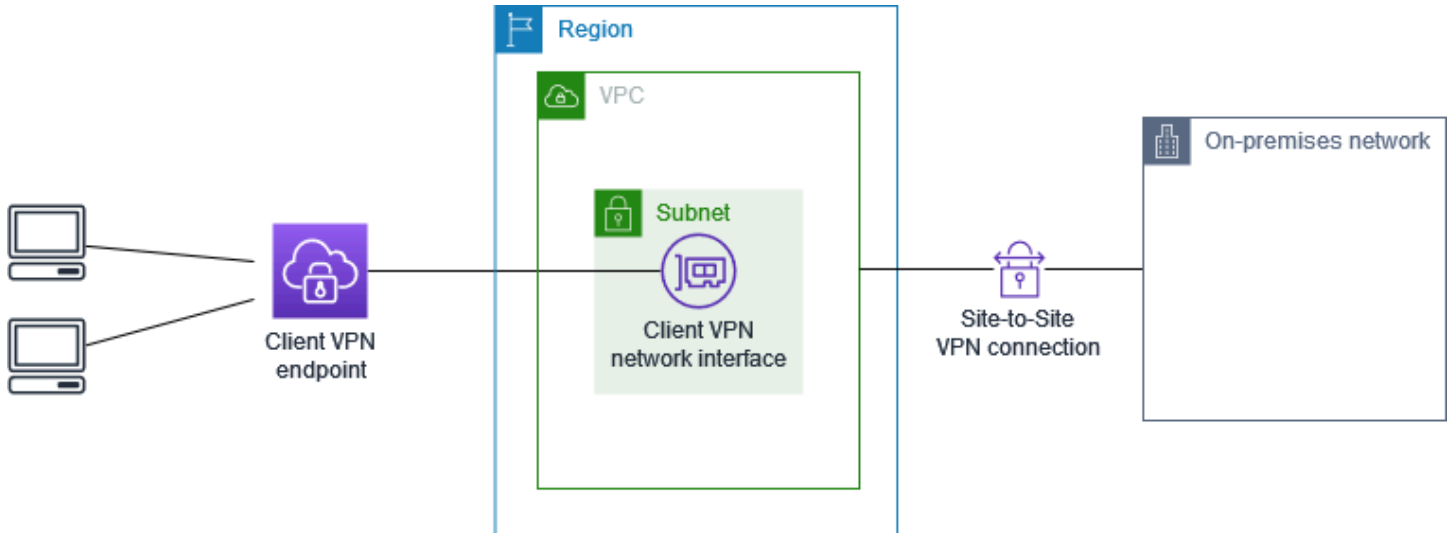 Region
VPC
On-premises network
Subnet
Client VPN
endpoint
Client VPN
network interface
Site-to-Site
VPN connection